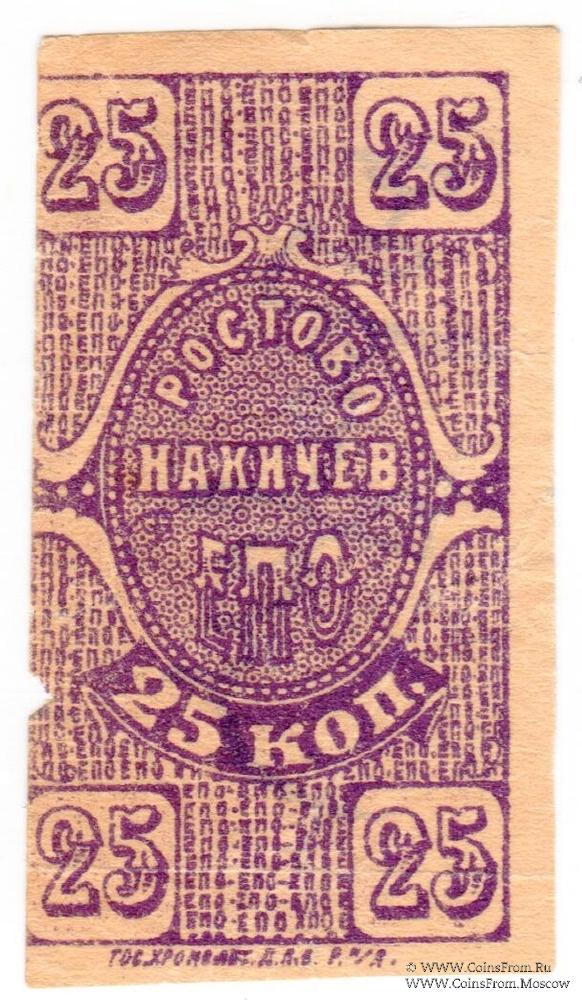 25 25
РОСТОВО
НАХИЧЕВ
ЕПО
25 КОП.
25 25
ГОС. ХРОМОЛИТ. Д.А.В. Р. н/Д.
© WWW.CoinsFrom.Ru
WWW.CoinsFrom.Moscow